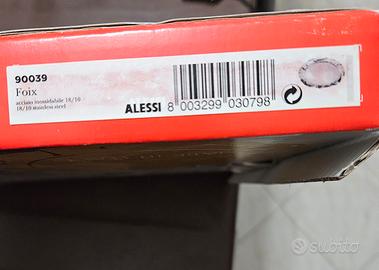 90039
Foix
acciaio inossidabile 18/10
18/10 stainless steel
ALESSI
8 003299 030798
subito